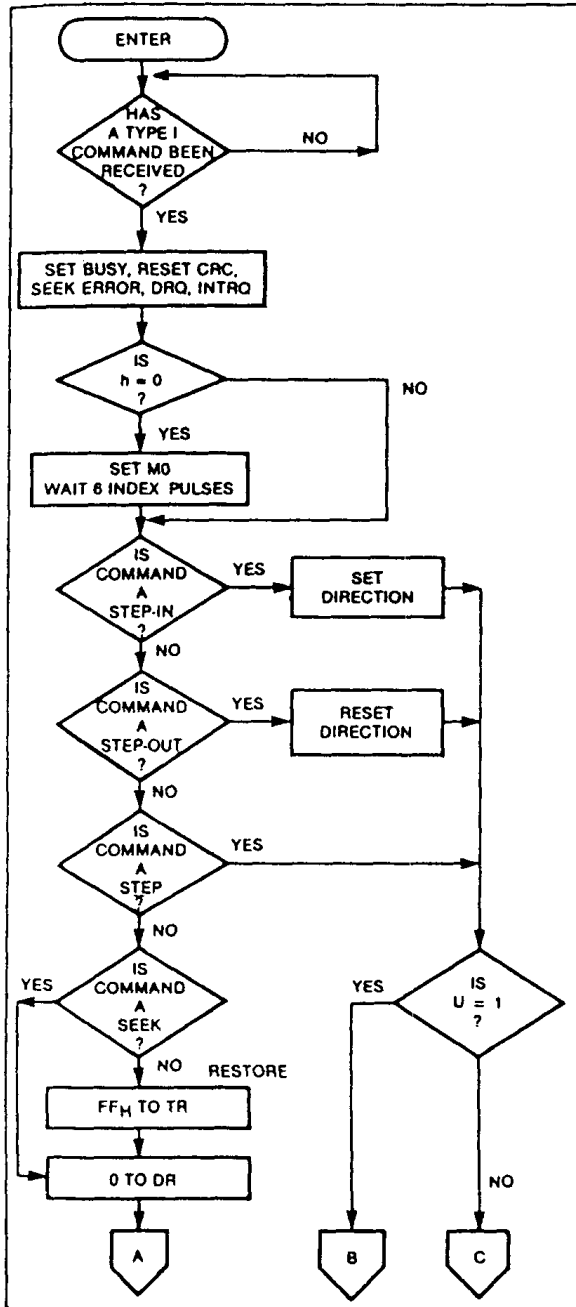 ENTER
HAS
A TYPE I
COMMAND BEEN
RECEIVED
?
NO
YES
SET BUSY, RESET CRC,
SEEK ERROR, DRQ, INTRQ
IS
h = 0
?
NO
YES
SET MO
WAIT 6 INDEX PULSES
IS
COMMAND
A
STEP-IN
?
YES
SET
DIRECTION
NO
IS
COMMAND
A
STEP-OUT
?
YES
RESET
DIRECTION
NO
IS
COMMAND
A
STEP
?
YES
NO
IS
COMMAND
A
SEEK
?
YES
NO
RESTORE
IS
U = 1
?
YES
NO
FFH TO TR
0 TO DR
A
B
C